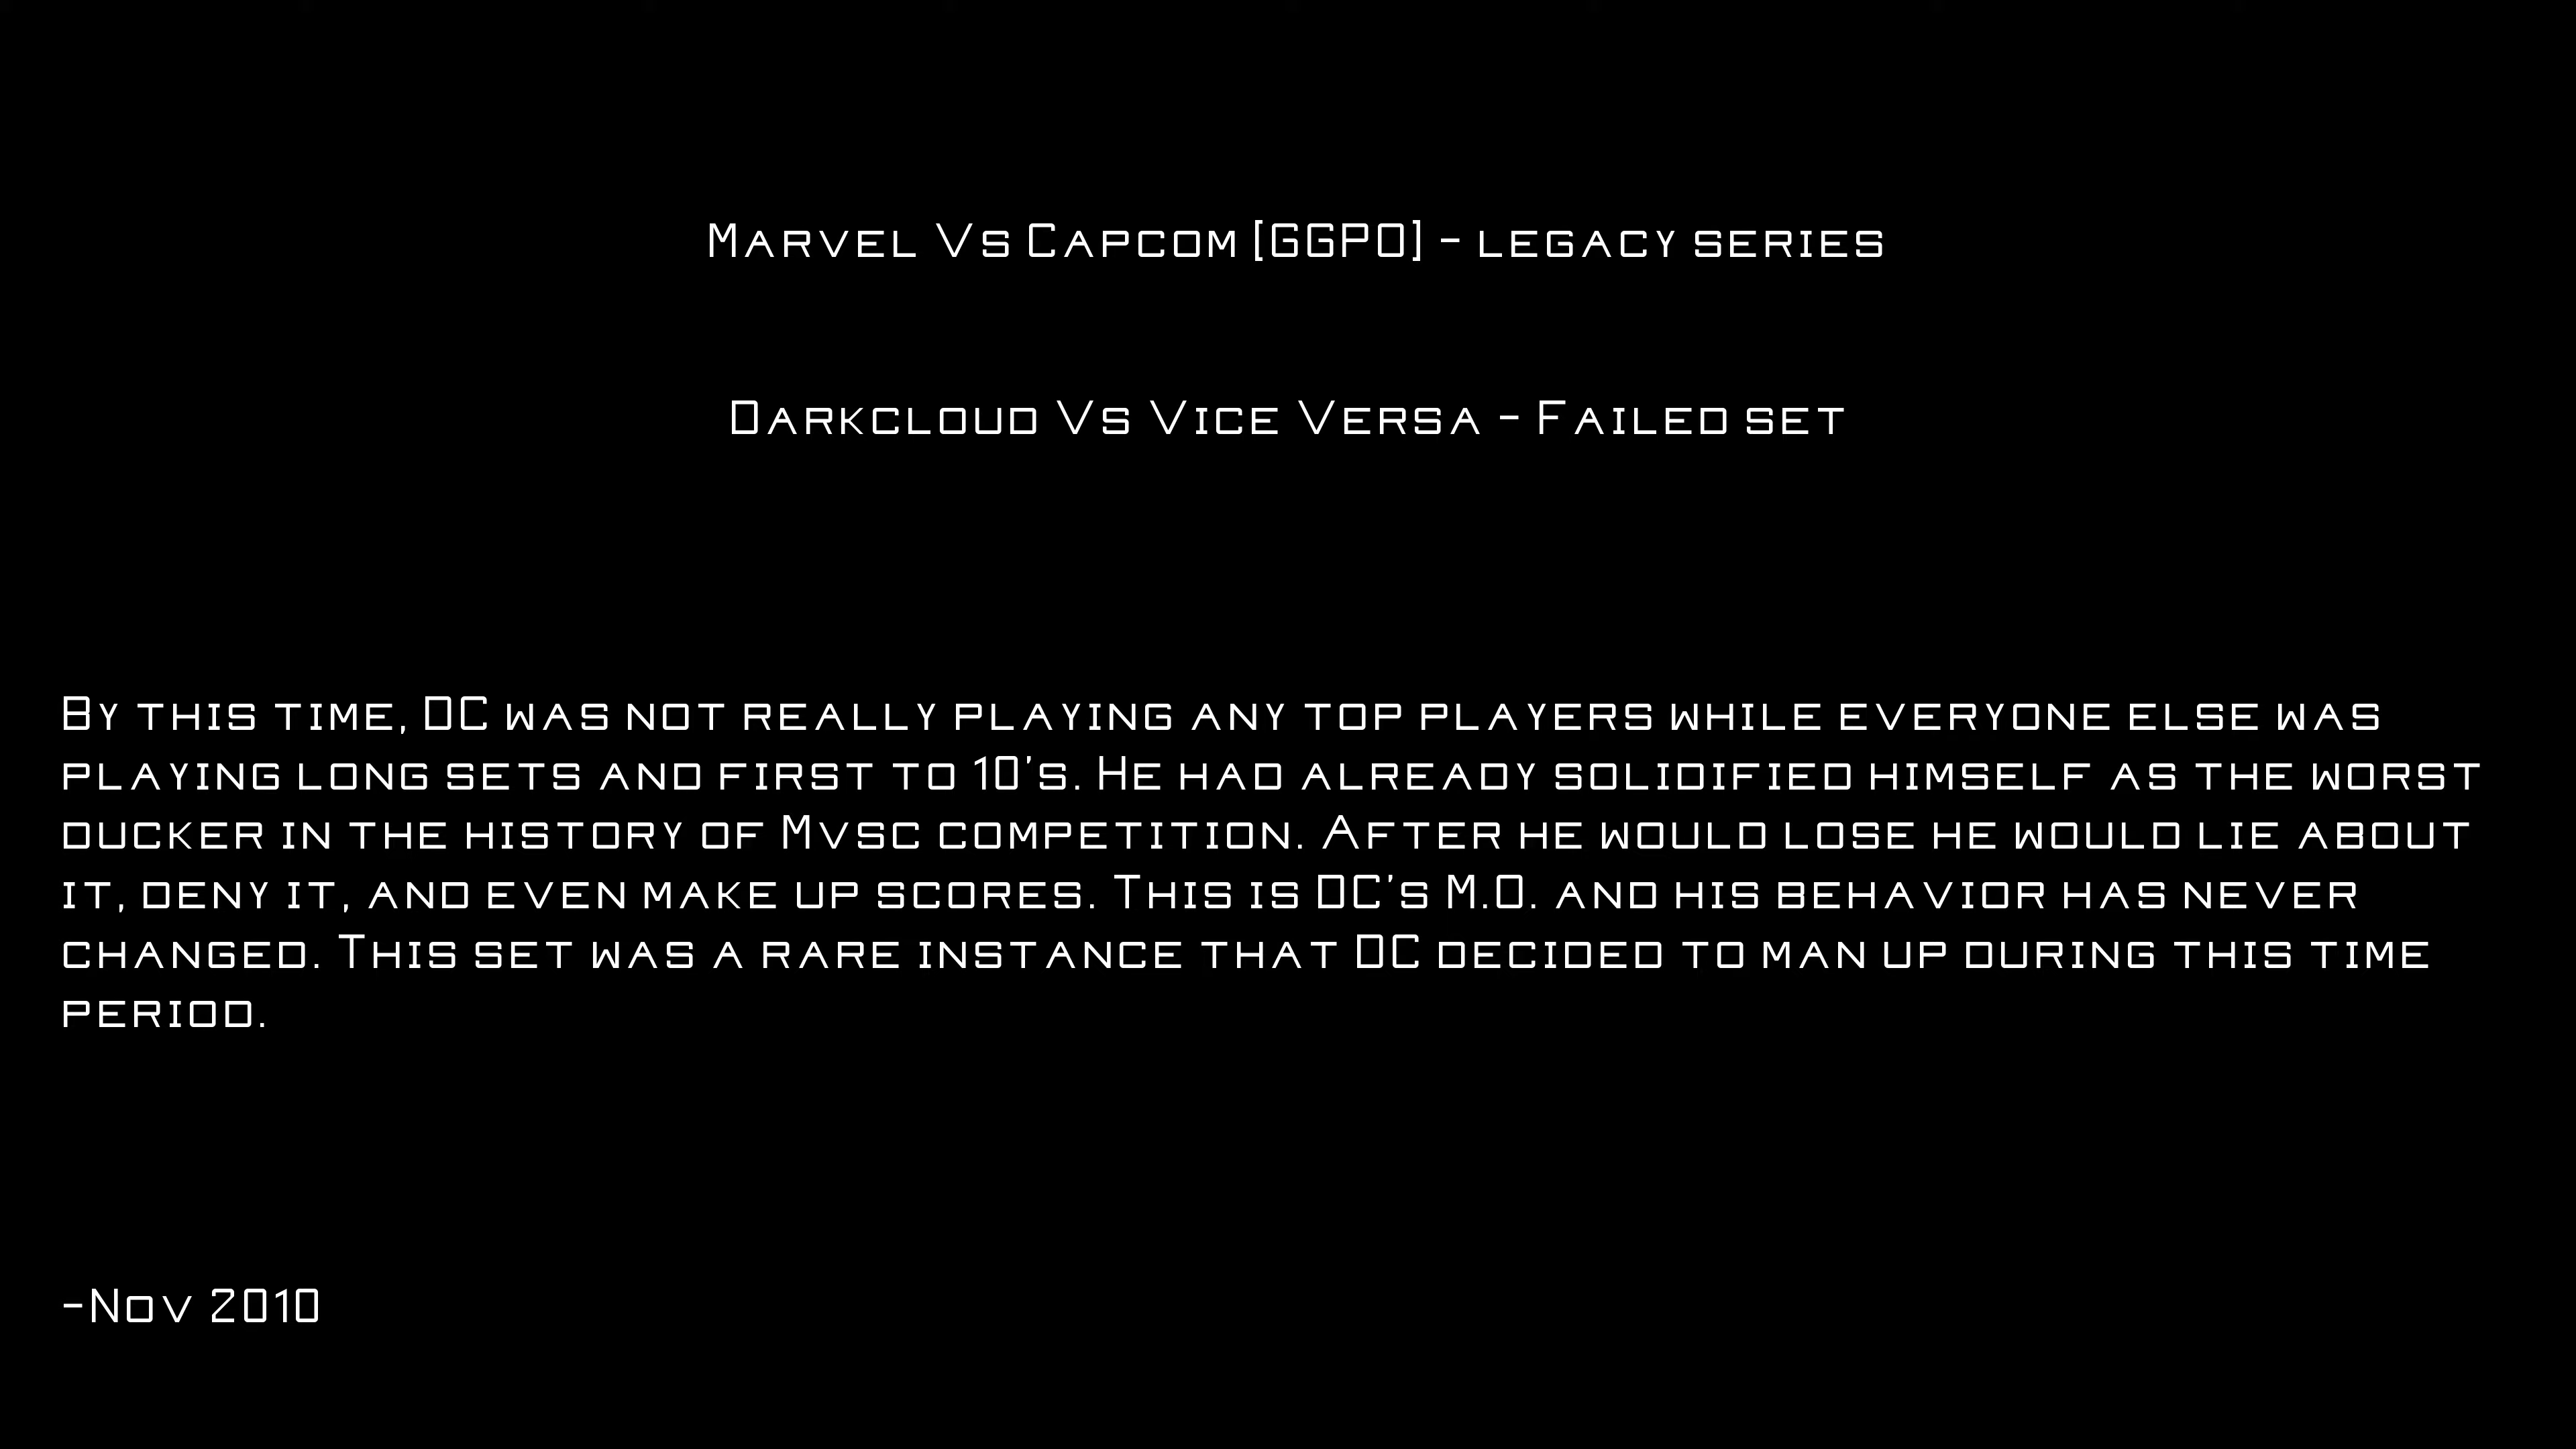 Marvel Vs Capcom [GGPO] - legacy series
Darkcloud Vs Vice Versa - Failed set
By this time, DC was not really playing any top players while everyone else was
playing long sets and first to 10's. He had already solidified himself as the worst
ducker in the history of Mvsc competition. After he would lose he would lie about
it, deny it, and even make up scores. This is DC's M.O. and his behavior has never
changed. This set was a rare instance that DC decided to man up during this time
period.
-Nov 2010